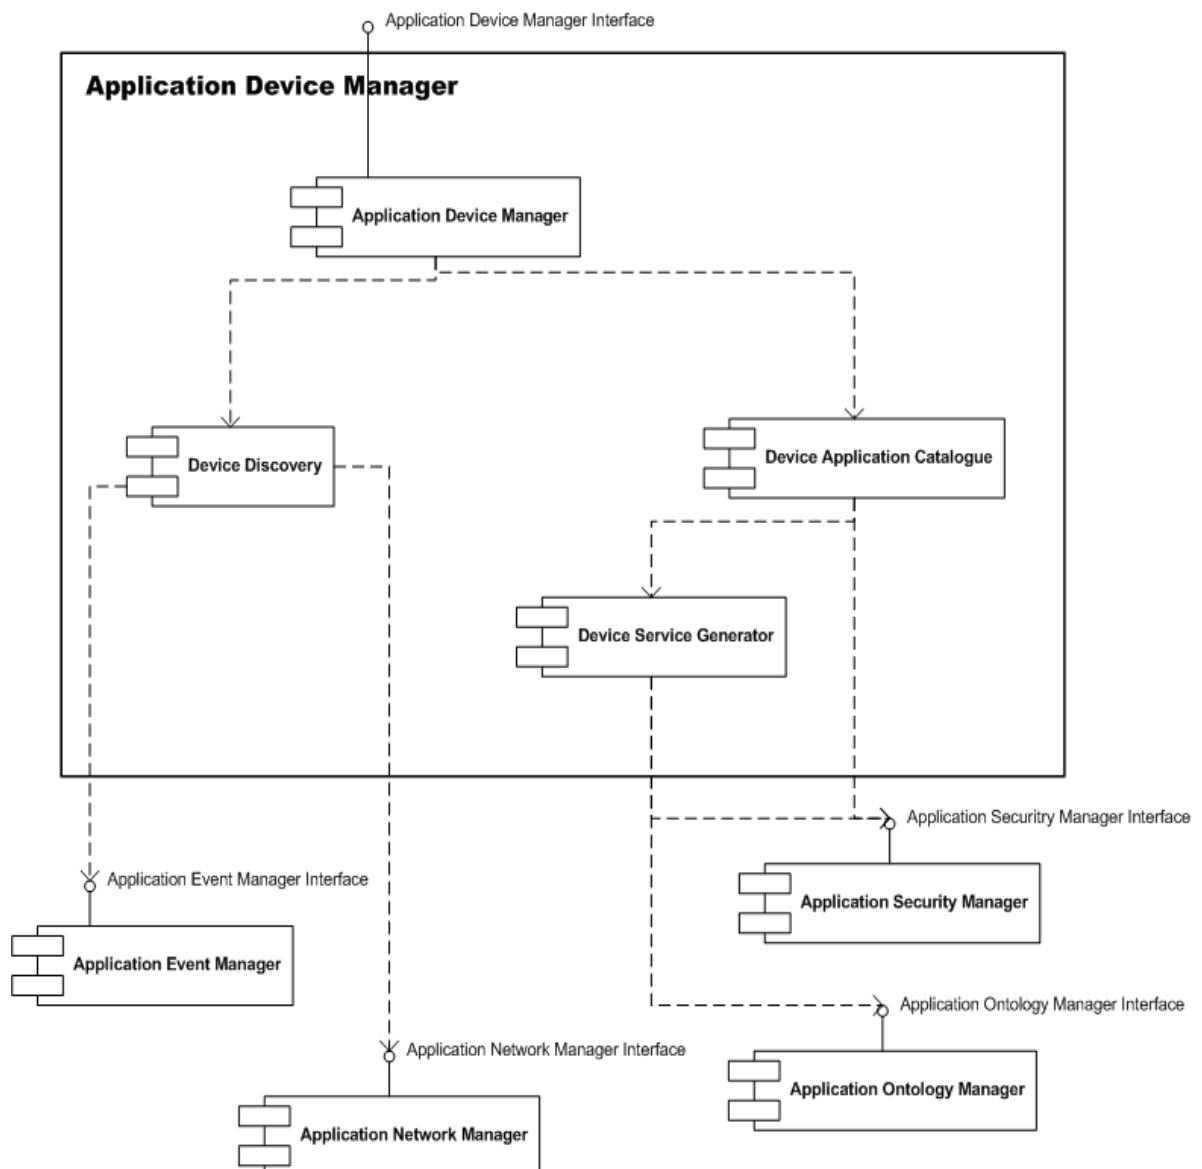 Application Device Manager Interface
Application Device Manager
Application Device Manager
Device Discovery
Device Application Catalogue
Device Service Generator
Application Securitry Manager Interface
Application Event Manager Interface
Application Security Manager
Application Event Manager
Application Ontology Manager Interface
Application Network Manager Interface
Application Ontology Manager
Application Network Manager